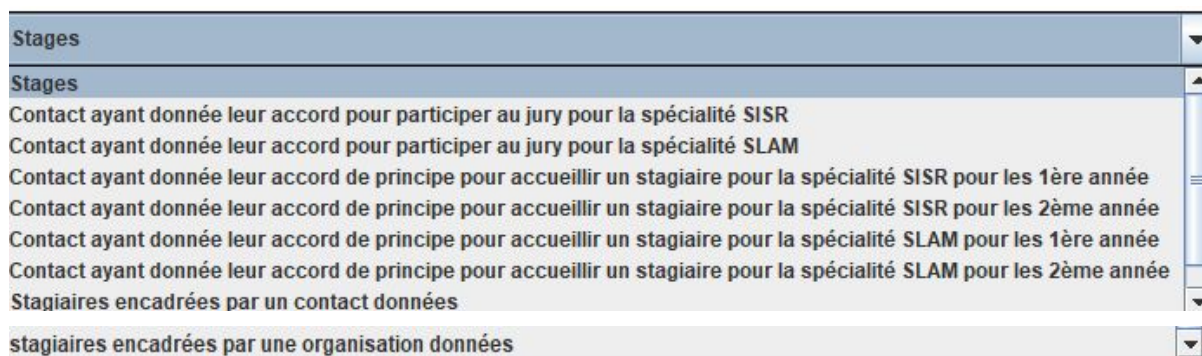 Stages
Stages
Contact ayant donnée leur accord pour participer au jury pour la spécialité SISR
Contact ayant donnée leur accord pour participer au jury pour la spécialité SLAM
Contact ayant donnée leur accord de principe pour accueillir un stagiaire pour la spécialité SISR pour les 1ère année
Contact ayant donnée leur accord de principe pour accueillir un stagiaire pour la spécialité SISR pour les 2ème année
Contact ayant donnée leur accord de principe pour accueillir un stagiaire pour la spécialité SLAM pour les 1ère année
Contact ayant donnée leur accord de principe pour accueillir un stagiaire pour la spécialité SLAM pour les 2ème année
Stagiaires encadrées par un contact données
stagiaires encadrées par une organisation données